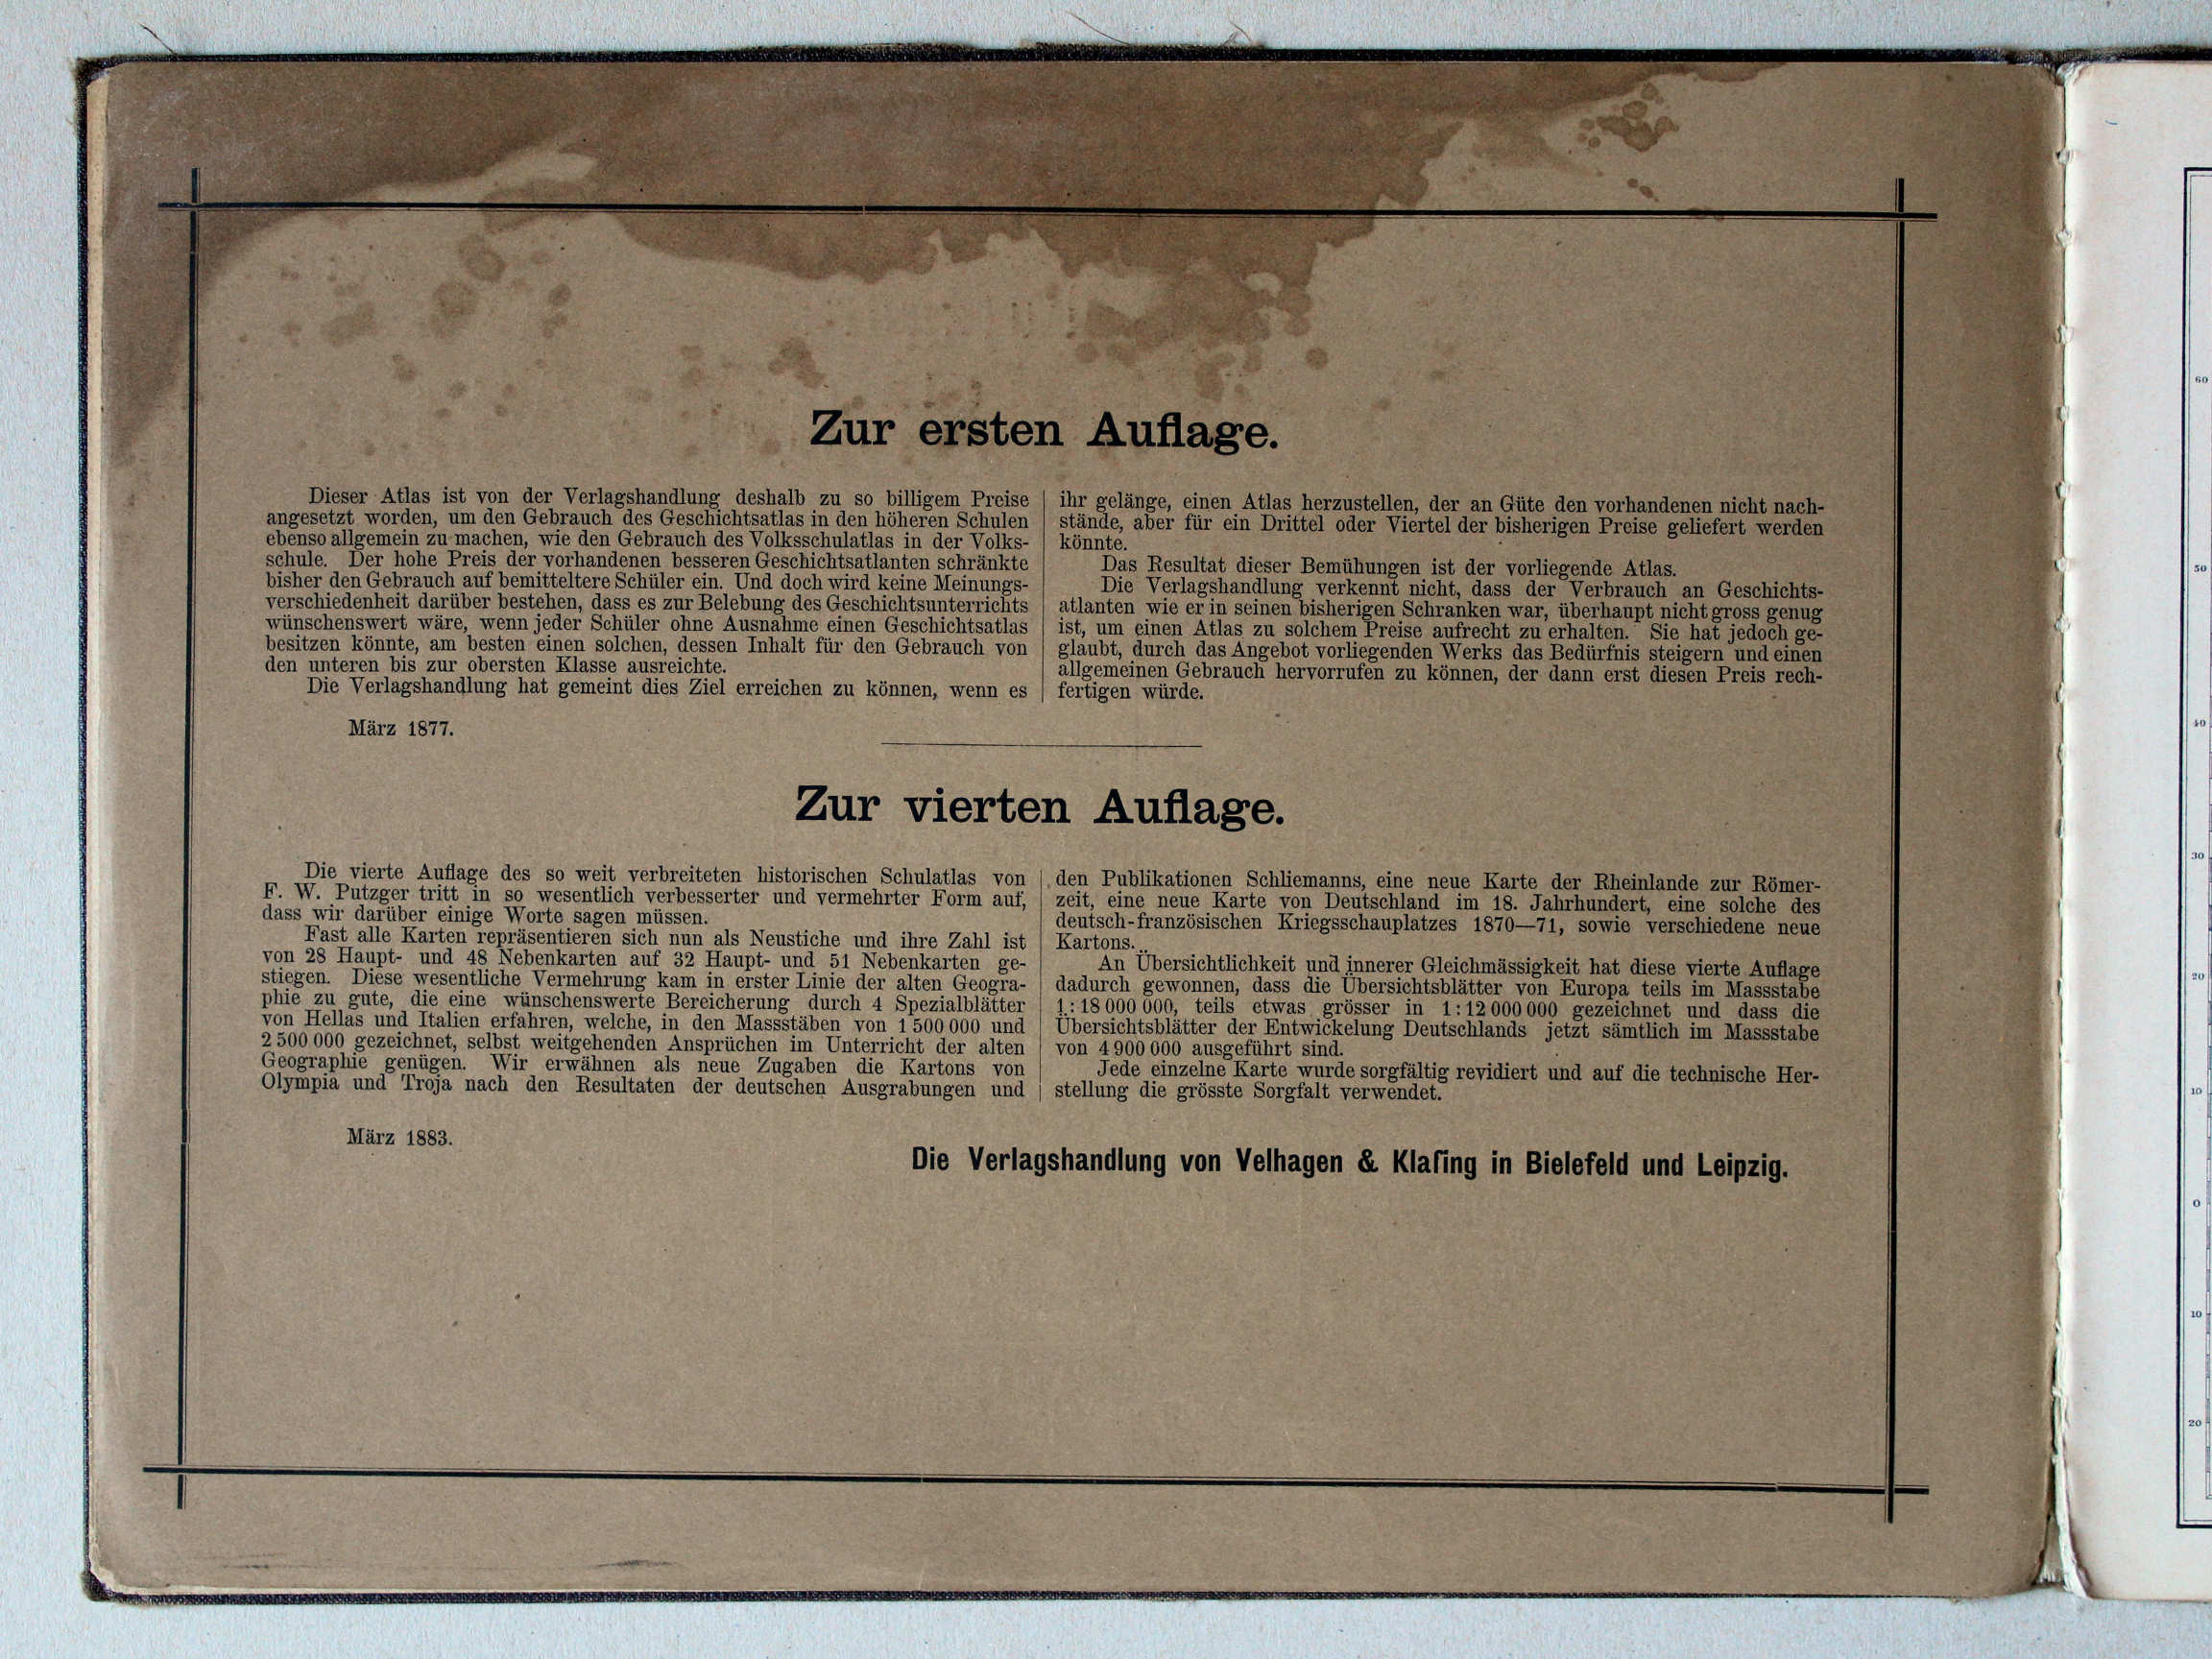 Zur ersten Auflage.
Dieser Atlas ist von der Verlagshandlung deshalb zu so billigem Preise
angesetzt worden, um den Gebrauch des Geschichtsatlas in den höheren Schulen
ebenso allgemein zu machen, wie den Gebrauch des Volksschulatlas in der Volks-
schule. Der hohe Preis der vorhandenen besseren Geschichtsatlanten schränkte
bisher den Gebrauch auf bemitteltere Schüler ein. Und doch wird keine Meinungs-
verschiedenheit darüber bestehen, dass es zur Belebung des Geschichtsunterrichts
wünschenswert wäre, wenn jeder Schüler ohne Ausnahme einen Geschichtsatlas
besitzen könnte, am besten einen solchen, dessen Inhalt für den Gebrauch von
den unteren bis zur obersten Klasse ausreichte.
Die Verlagshandlung hat gemeint dies Ziel erreichen zu können, wenn es
ihr gelänge, einen Atlas herzustellen, der an Güte den vorhandenen nicht nach-
stände, aber für ein Drittel oder Viertel der bisherigen Preise geliefert werden
könnte.
Das Resultat dieser Bemühungen ist der vorliegende Atlas.
Die Verlagshandlung verkennt nicht, dass der Verbrauch an Geschichts-
atlanten wie er in seinen bisherigen Schranken war, überhaupt nicht gross genug
ist, um einen Atlas zu solchem Preise aufrecht zu erhalten. Sie hat jedoch ge-
glaubt, durch das Angebot vorliegenden Werks das Bedürfnis steigern und einen
allgemeinen Gebrauch hervorrufen zu können, der dann erst diesen Preis rech-
fertigen würde.
März 1877.
Zur vierten Auflage.
Die vierte Auflage des so weit verbreiteten historischen Schulatlas von
F. W. Putzger tritt in so wesentlich verbesserter und vermehrter Form auf,
dass wir darüber einige Worte sagen müssen.
Fast alle Karten repräsentieren sich nun als Neustiche und ihre Zahl ist
von 28 Haupt- und 48 Nebenkarten auf 32 Haupt- und 51 Nebenkarten ge-
stiegen. Diese wesentliche Vermehrung kam in erster Linie der alten Geogra-
phie zu gute, die eine wünschenswerte Bereicherung durch 4 Spezialblätter
von Hellas und Italien erfahren, welche, in den Massstäben von 1 500 000 und
2 500 000 gezeichnet, selbst weitgehenden Ansprüchen im Unterricht der alten
Geographie genügen. Wir erwähnen als neue Zugaben die Kartons von
Olympia und Troja nach den Resultaten der deutschen Ausgrabungen und
den Publikationen Schliemanns, eine neue Karte der Rheinlande zur Römer-
zeit, eine neue Karte von Deutschland im 18. Jahrhundert, eine solche des
deutsch-französischen Kriegsschauplatzes 1870—71, sowie verschiedene neue
Kartons.
An Übersichtlichkeit und innerer Gleichmässigkeit hat diese vierte Auflage
dadurch gewonnen, dass die Übersichtsblätter von Europa teils im Massstabe
1 : 18 000 000, teils etwas grösser in 1 : 12 000 000 gezeichnet und dass die
Übersichtsblätter der Entwickelung Deutschlands jetzt sämtlich im Massstabe
von 4 900 000 ausgeführt sind.
Jede einzelne Karte wurde sorgfältig revidiert und auf die technische Her-
stellung die grösste Sorgfalt verwendet.
März 1883.
Die Verlagshandlung von Velhagen & Klaſing in Bielefeld und Leipzig.
60
50
40
30
20
10
0
10
20